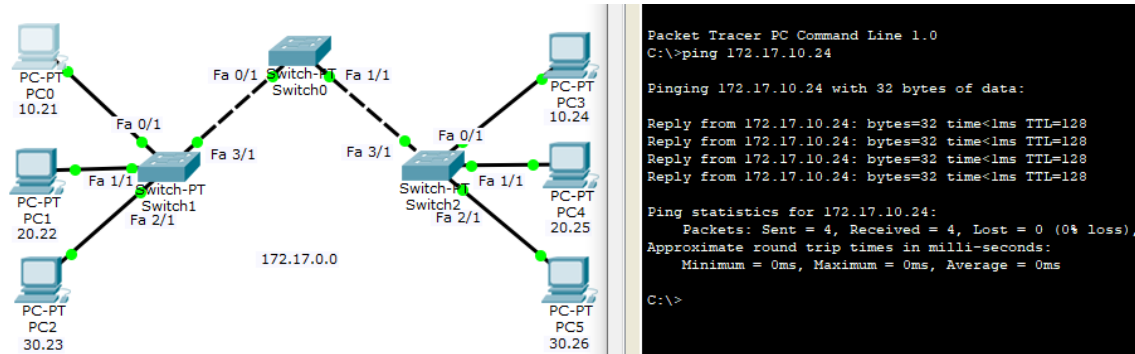 PC-PT
PC0
10.21
Fa 0/1
Switch-PT
Switch0
Fa 1/1
PC-PT
PC3
10.24
Fa 0/1
Fa 3/1
Fa 3/1
Fa 0/1
PC-PT
PC1
20.22
Fa 1/1
Switch-PT
Switch1
Fa 2/1
Switch-PT
Switch2
Fa 2/1
Fa 1/1
PC-PT
PC4
20.25
172.17.0.0
PC-PT
PC2
30.23
PC-PT
PC5
30.26
Packet Tracer PC Command Line 1.0
C:\>ping 172.17.10.24
Pinging 172.17.10.24 with 32 bytes of data:
Reply from 172.17.10.24: bytes=32 time<1ms TTL=128
Reply from 172.17.10.24: bytes=32 time<1ms TTL=128
Reply from 172.17.10.24: bytes=32 time<1ms TTL=128
Reply from 172.17.10.24: bytes=32 time<1ms TTL=128
Ping statistics for 172.17.10.24:
Packets: Sent = 4, Received = 4, Lost = 0 (0% loss),
Approximate round trip times in milli-seconds:
Minimum = 0ms, Maximum = 0ms, Average = 0ms
C:\>